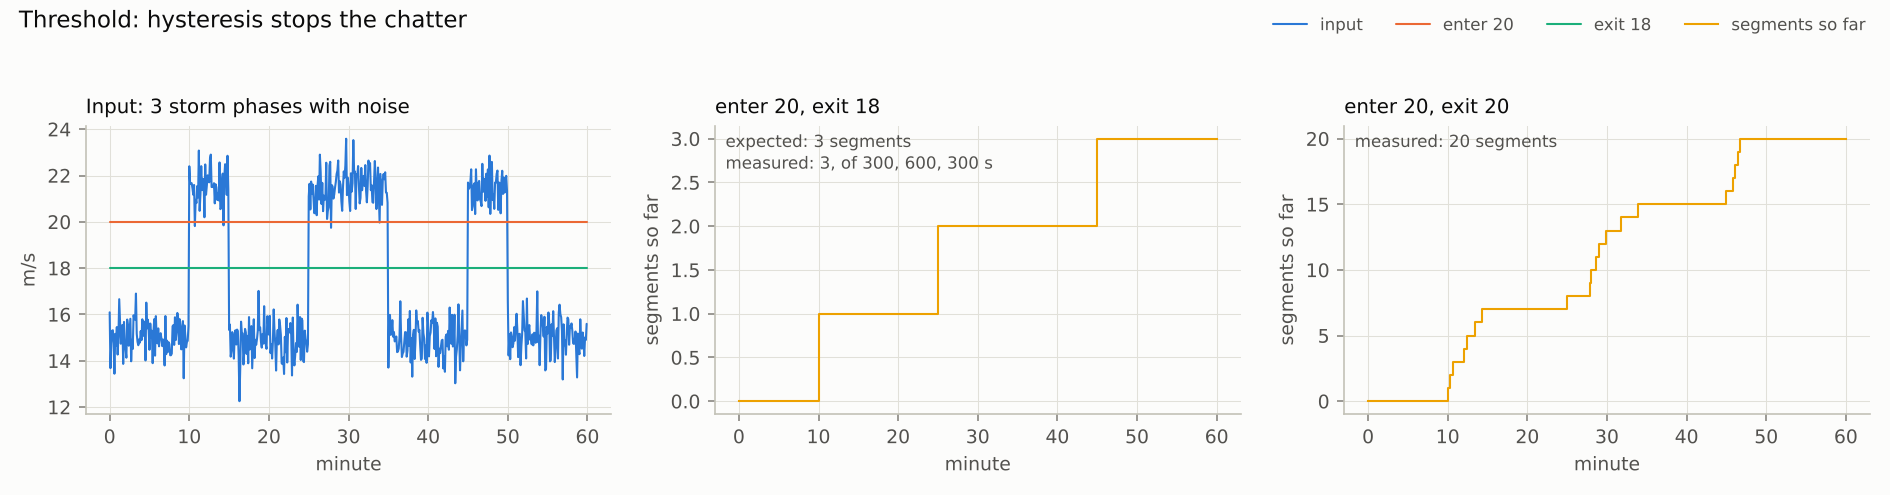 Threshold: hysteresis stops the chatter
input
enter 20
exit 18
segments so far
Input: 3 storm phases with noise
24
22
20
18
16
14
12
m/s
0
10
20
30
40
50
60
minute
enter 20, exit 18
expected: 3 segments
measured: 3, of 300, 600, 300 s
3.0
2.5
2.0
1.5
1.0
0.5
0.0
segments so far
0
10
20
30
40
50
60
minute
enter 20, exit 20
measured: 20 segments
20
15
10
5
0
segments so far
0
10
20
30
40
50
60
minute